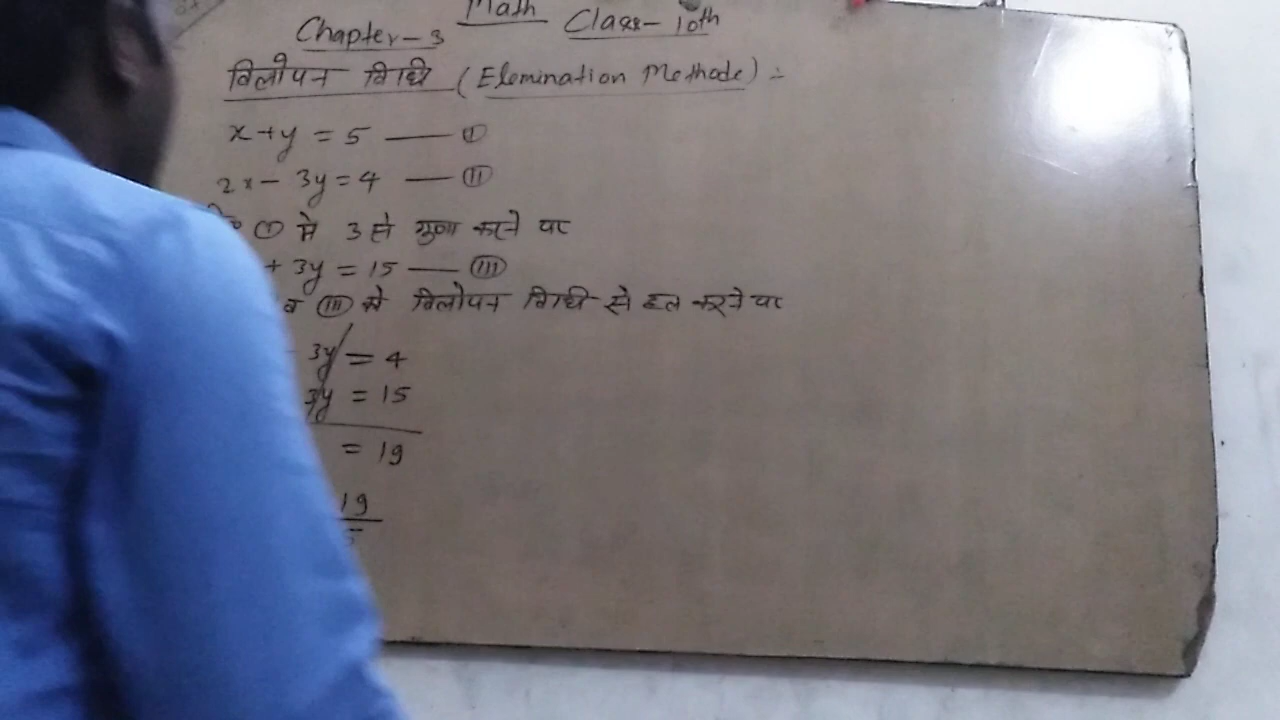 Math
Chapter-3 Class-10th
विलोपन विधि (Elemination Methode) :-
x+y = 5 —— (I)
2x- 3y = 4 —— (II)
(I) मे 3 से गुणा करने पर
+ 3y = 15 —— (III)
व (III) को विलोपन विधि से हल करने पर
3y = 4
3y = 15
= 19
19